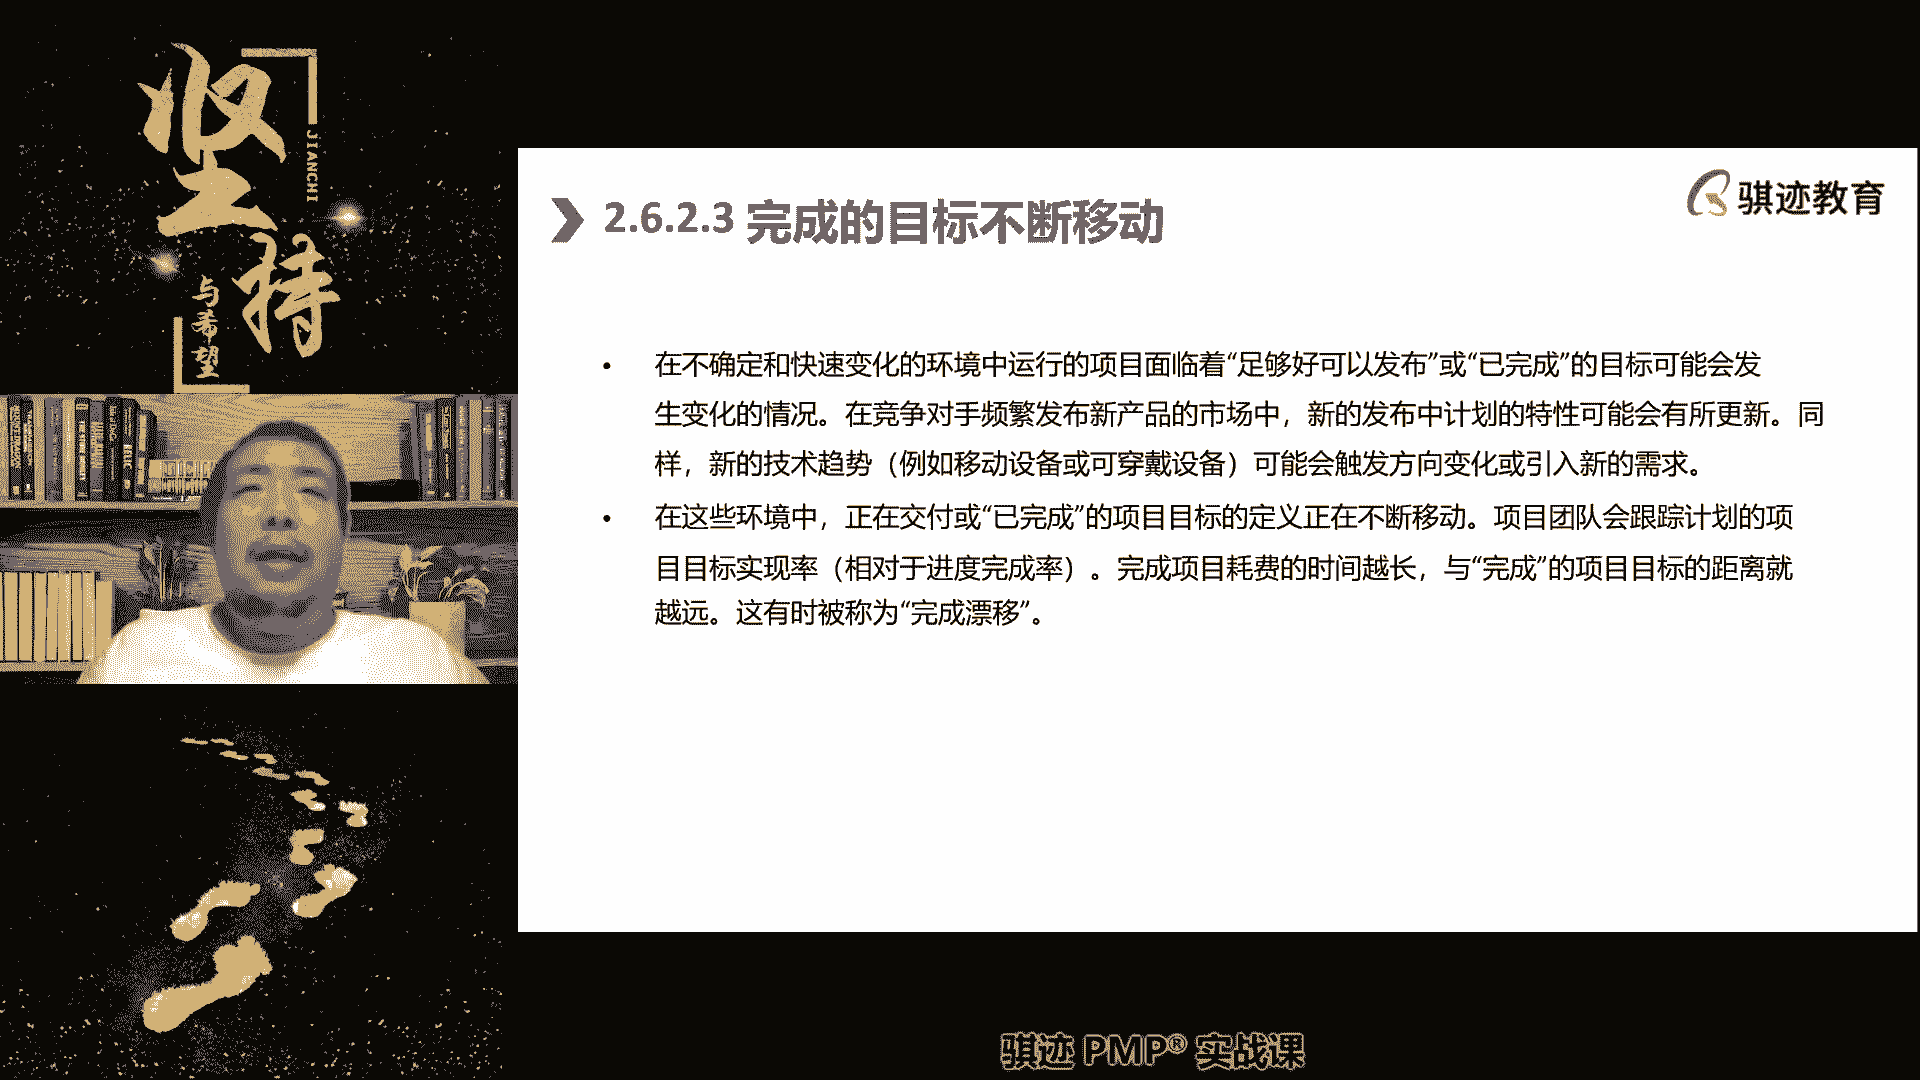 坚持
JIANCHI
与希望
骐迹教育
2.6.2.3 完成的目标不断移动
• 在不确定和快速变化的环境中运行的项目面临着“足够好可以发布”或“已完成”的目标可能会发
生变化的情况。在竞争对手频繁发布新产品的市场中，新的发布中计划的特性可能会有所更新。同
样，新的技术趋势（例如移动设备或可穿戴设备）可能会触发方向变化或引入新的需求。
• 在这些环境中，正在交付或“已完成”的项目目标的定义正在不断移动。项目团队会跟踪计划的项
目目标实现率（相对于进度完成率）。完成项目耗费的时间越长，与“完成”的项目目标的距离就
越远。这有时被称为“完成漂移”。
骐迹 PMP® 实战课